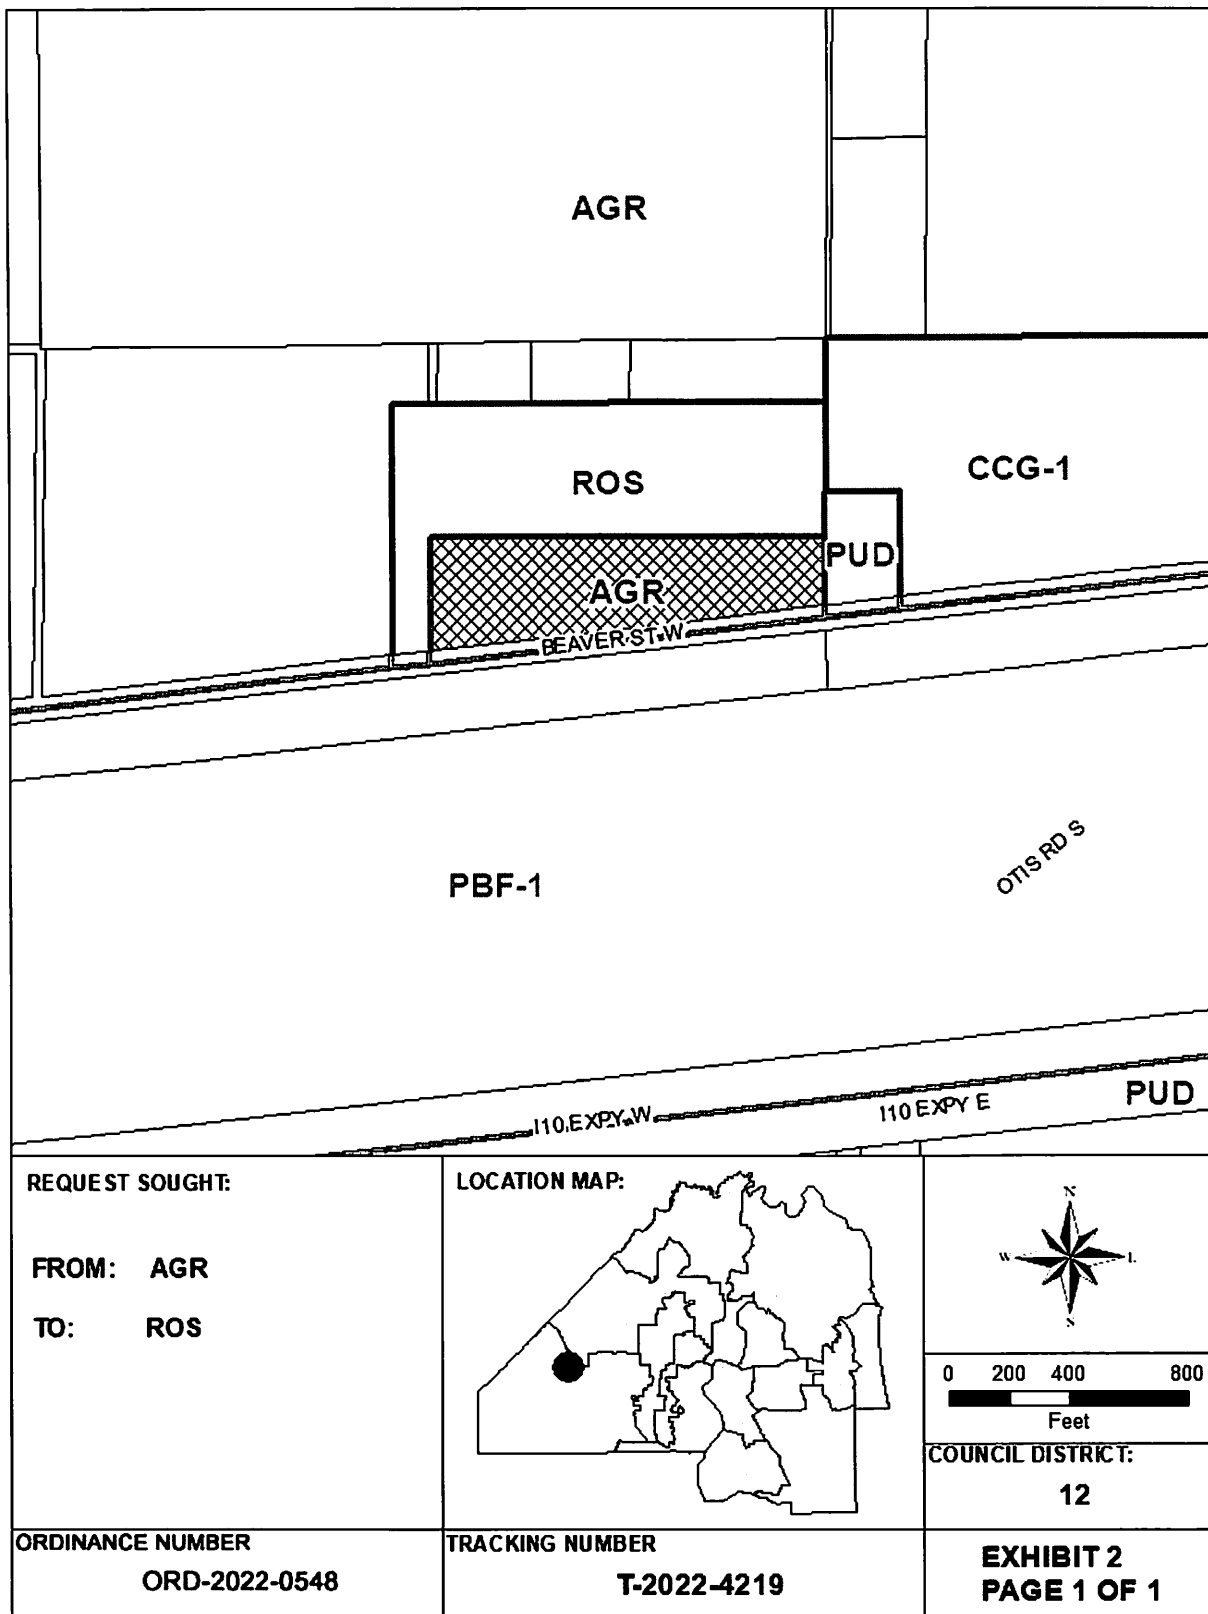 AGR
ROS
CCG-1
PUD
AGR
BEAVER ST W
PBF-1
OTIS RD S
I10 EXPY W
I10 EXPY E
PUD
REQUEST SOUGHT:
FROM: AGR
TO: ROS
LOCATION MAP:
N
W
S
0 200 400 800
Feet
COUNCIL DISTRICT:
12
ORDINANCE NUMBER
ORD-2022-0548
TRACKING NUMBER
T-2022-4219
EXHIBIT 2
PAGE 1 OF 1